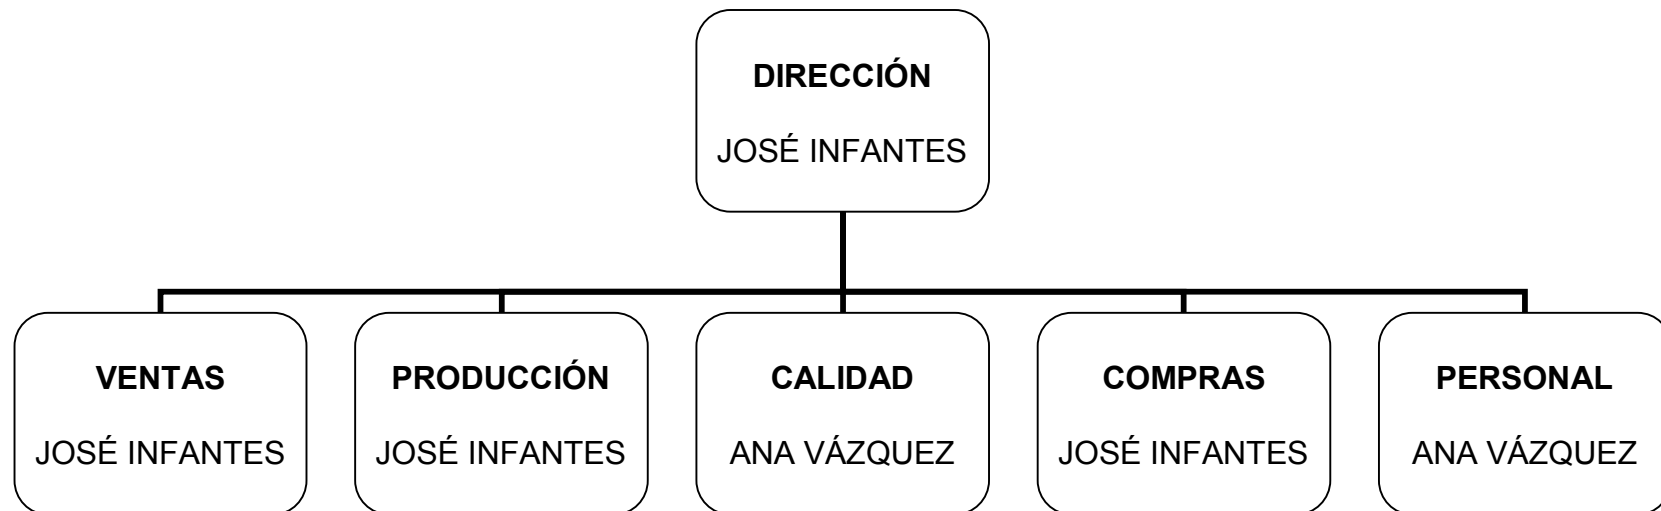 DIRECCIÓN
JOSÉ INFANTES
VENTAS
JOSÉ INFANTES
PRODUCCIÓN
JOSÉ INFANTES
CALIDAD
ANA VÁZQUEZ
COMPRAS
JOSÉ INFANTES
PERSONAL
ANA VÁZQUEZ